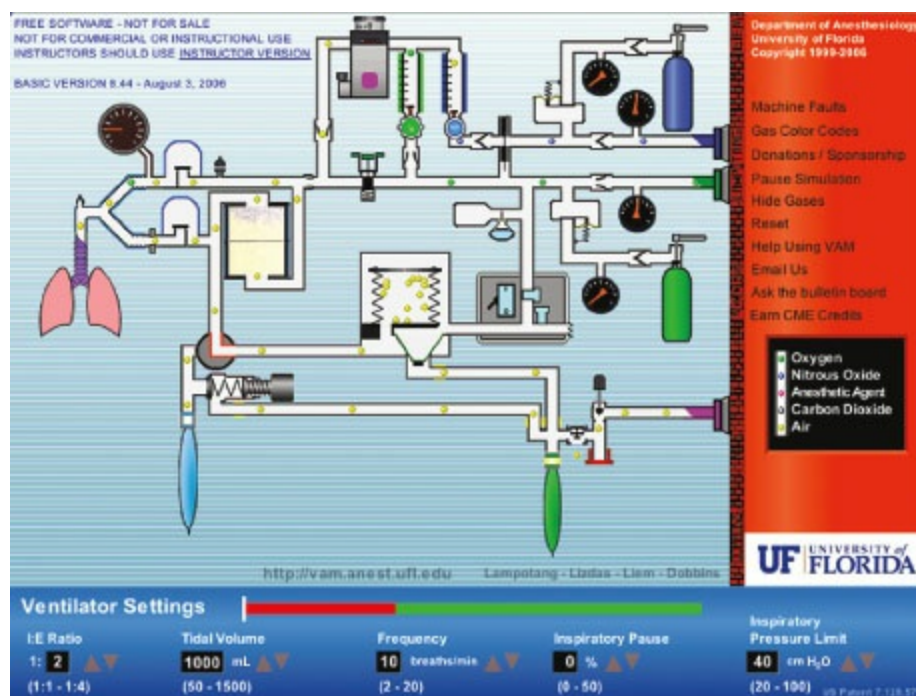 FREE SOFTWARE - NOT FOR SALE
NOT FOR COMMERCIAL OR INSTRUCTIONAL USE
INSTRUCTORS SHOULD USE INSTRUCTOR VERSION
BASIC VERSION 8.44 - August 3, 2006
Department of Anesthesiology
University of Florida
Copyright 1999-2006
Machine Faults
Gas Color Codes
Donations / Sponsorship
Pause Simulation
Hide Gases
Reset
Help Using VAM
Email Us
Ask the bulletin board
Earn CME Credits
Oxygen
Nitrous Oxide
Anesthetic Agent
Carbon Dioxide
Air
UF UNIVERSITY of
FLORIDA
http://vam.anest.ufl.edu Lampotang - Lizdas - Liem - Dobbins
Ventilator Settings
I:E Ratio
1: 2
(1:1 - 1:4)
Tidal Volume
1000 mL
(50 - 1500)
Frequency
10 breaths/min
(2 - 20)
Inspiratory Pause
0 %
(0 - 50)
Inspiratory
Pressure Limit
40 cm H₂O
(20 - 100)